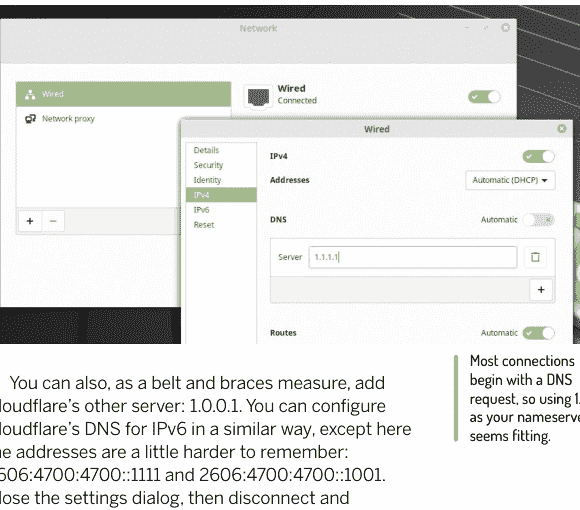 Network
Wired
Network proxy
Wired
Connected
Wired
Details
Security
Identity
IPv4
IPv6
Reset
IPv4
Addresses
Automatic (DHCP)
DNS
Automatic
Server
1.1.1.1
Routes
Automatic
You can also, as a belt and braces measure, add
loudflare’s other server: 1.0.0.1. You can configure
loudflare’s DNS for IPv6 in a similar way, except here
he addresses are a little harder to remember:
606:4700:4700::1111 and 2606:4700:4700::1001.
lose the settings dialog, then disconnect and
Most connections
begin with a DNS
request, so using 1.
as your nameserve
seems fitting.